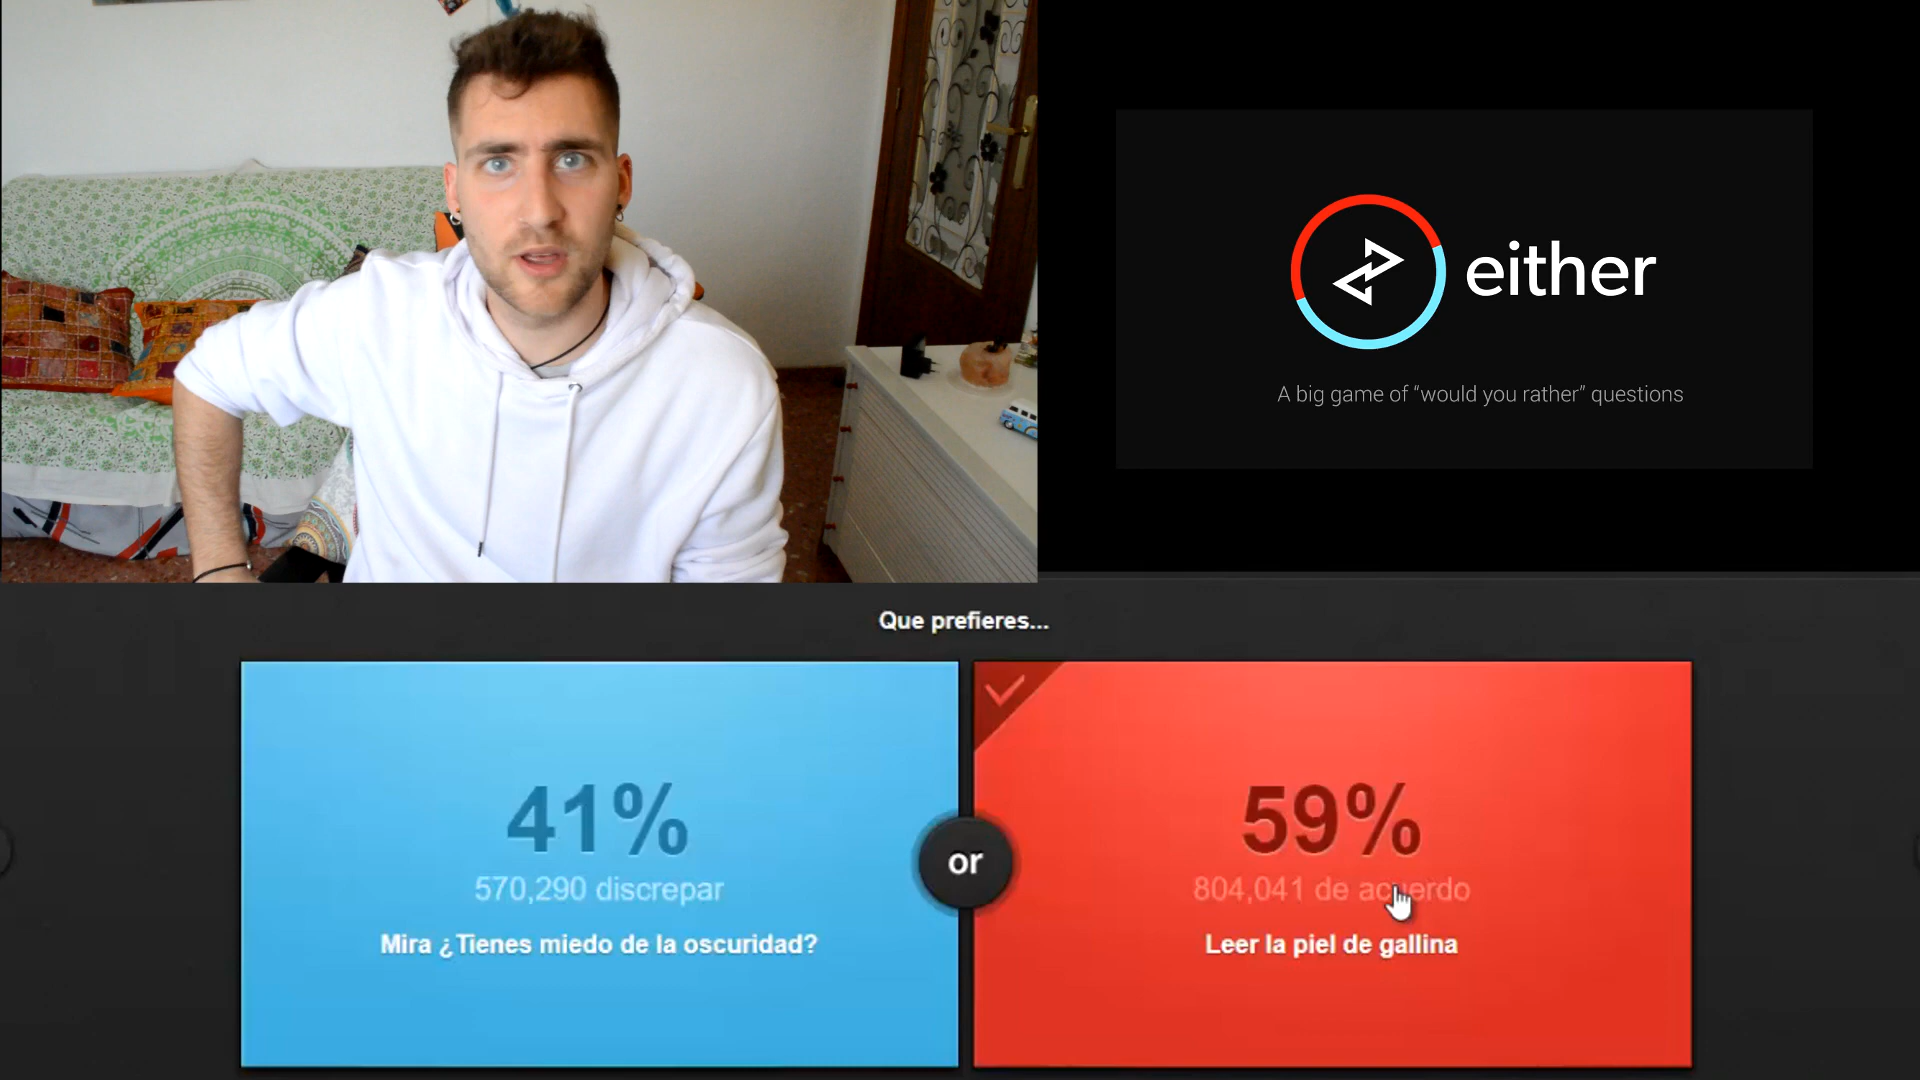 either
A big game of “would you rather” questions
Que prefieres...
41%
570,290 discrepar
Mira ¿Tienes miedo de la oscuridad?
or
59%
804,041 de acuerdo
Leer la piel de gallina